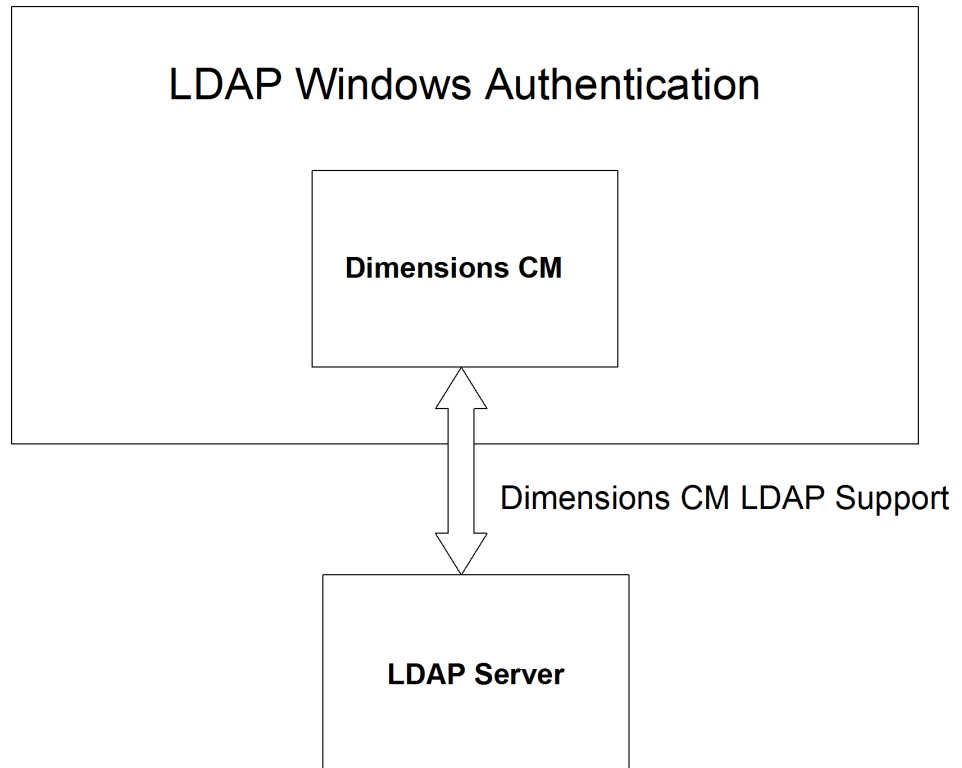 LDAP Windows Authentication
Dimensions CM
Dimensions CM LDAP Support
LDAP Server